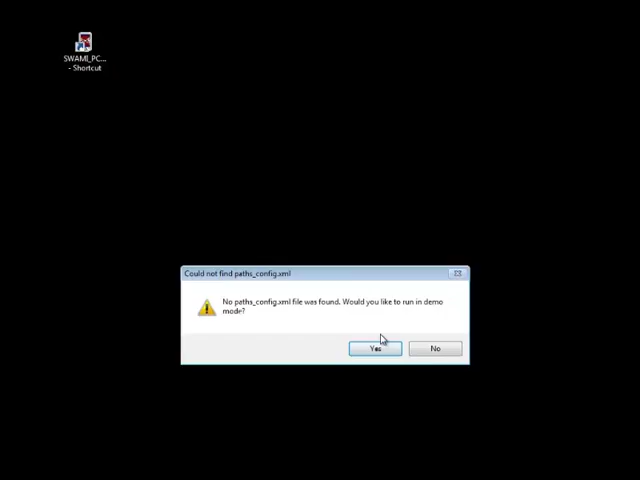 SWAMI_PC...
- Shortcut
Could not find paths_config.xml
No paths_config.xml file was found. Would you like to run in demo
mode?
Yes
No